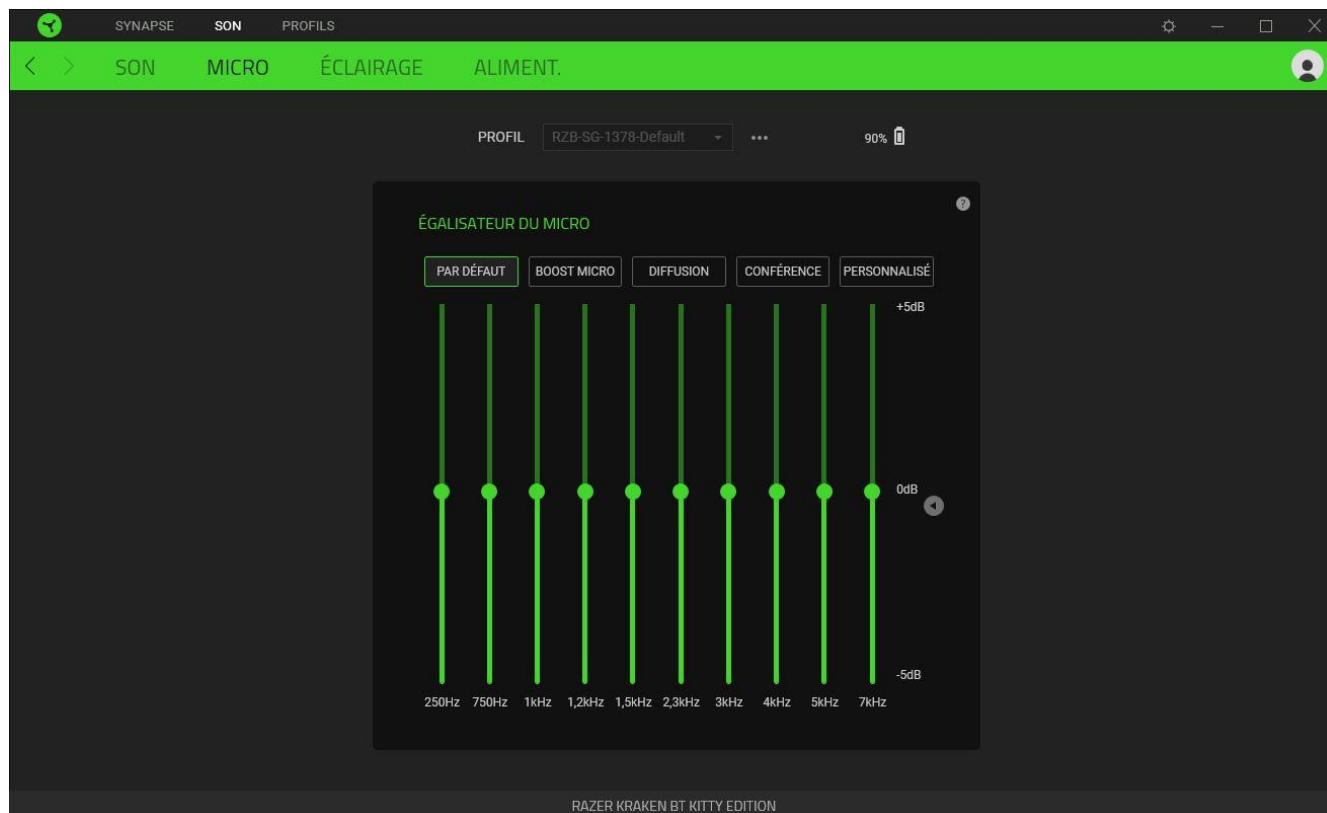 SYNAPSE SON PROFILS
SON MICRO ÉCLAIRAGE ALIMENT.
PROFIL RZB-SG-1378-Default ••• 90%
?
ÉGALISATEUR DU MICRO
PAR DÉFAUT BOOST MICRO DIFFUSION CONFÉRENCE PERSONNALISÉ
+5dB
0dB
-5dB
250Hz 750Hz 1kHz 1,2kHz 1,5kHz 2,3kHz 3kHz 4kHz 5kHz 7kHz
RAZER KRAKEN BT KITTY EDITION